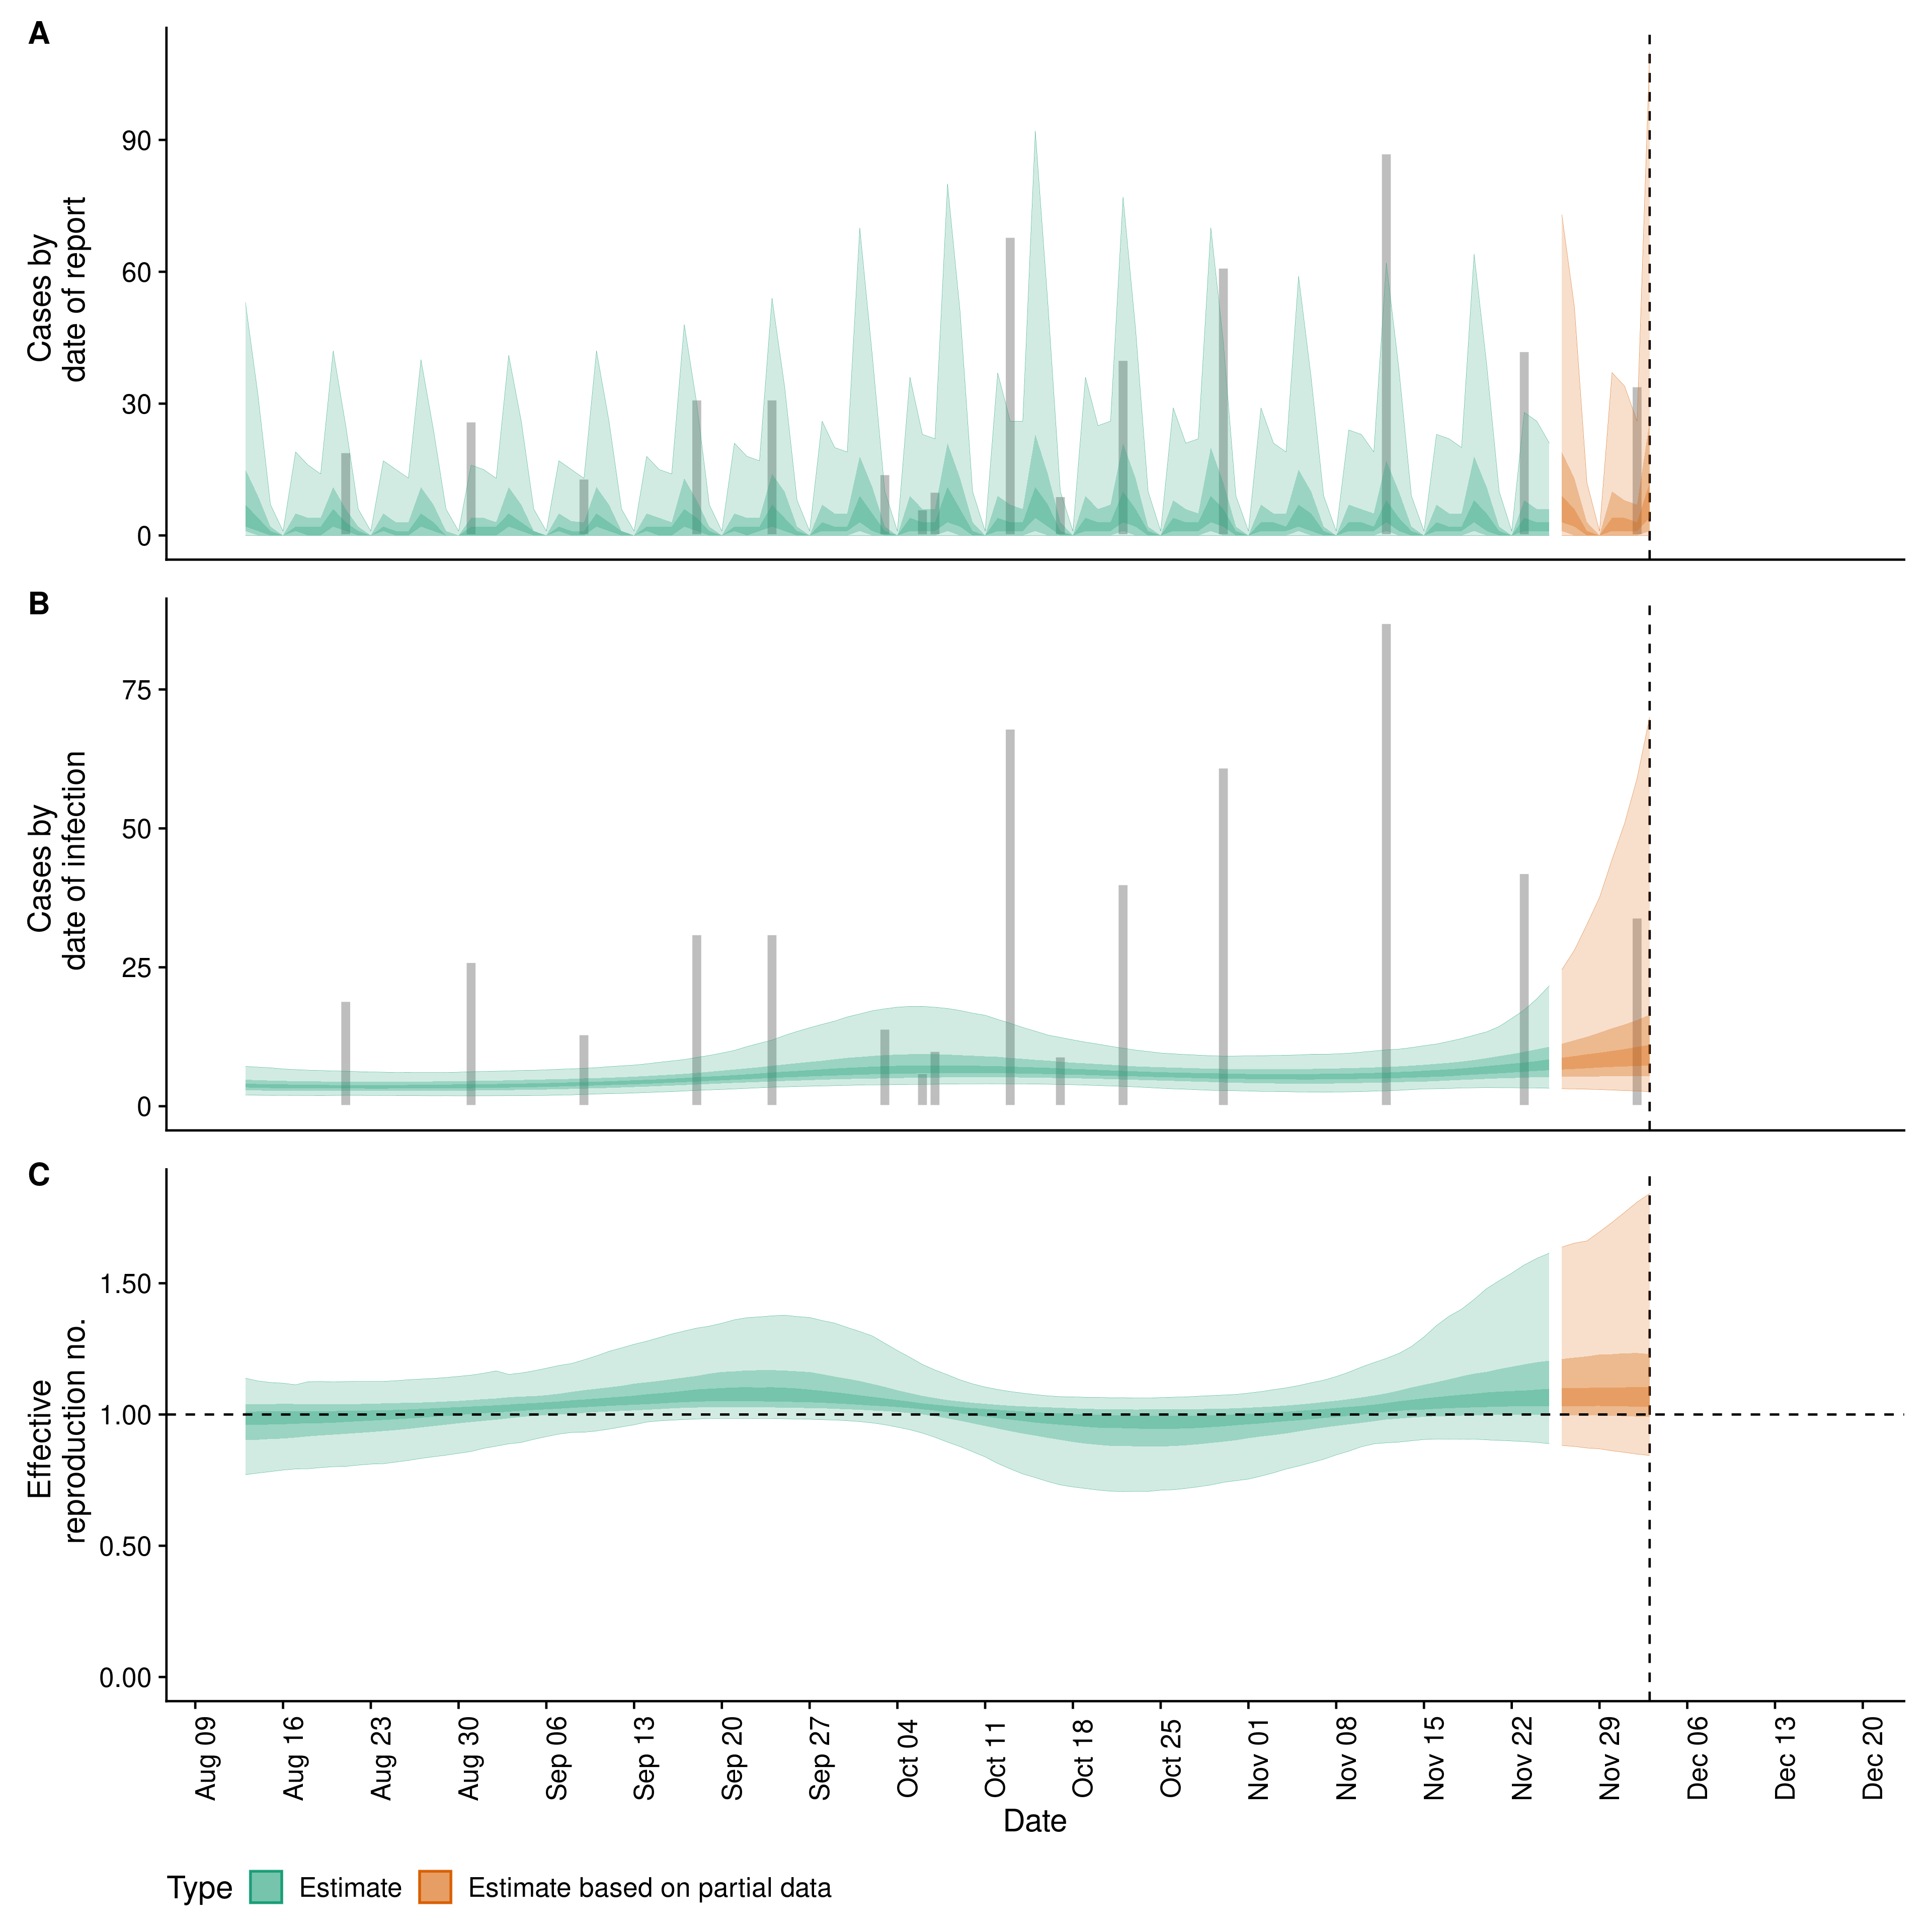 A
Cases by
date of report
90
60
30
0
B
Cases by
date of infection
75
50
25
0
C
Effective
reproduction no.
1.50
1.00
0.50
0.00
Aug 09
Aug 16
Aug 23
Aug 30
Sep 06
Sep 13
Sep 20
Sep 27
Oct 04
Oct 11
Oct 18
Oct 25
Nov 01
Nov 08
Nov 15
Nov 22
Nov 29
Dec 06
Dec 13
Dec 20
Date
Type Estimate Estimate based on partial data